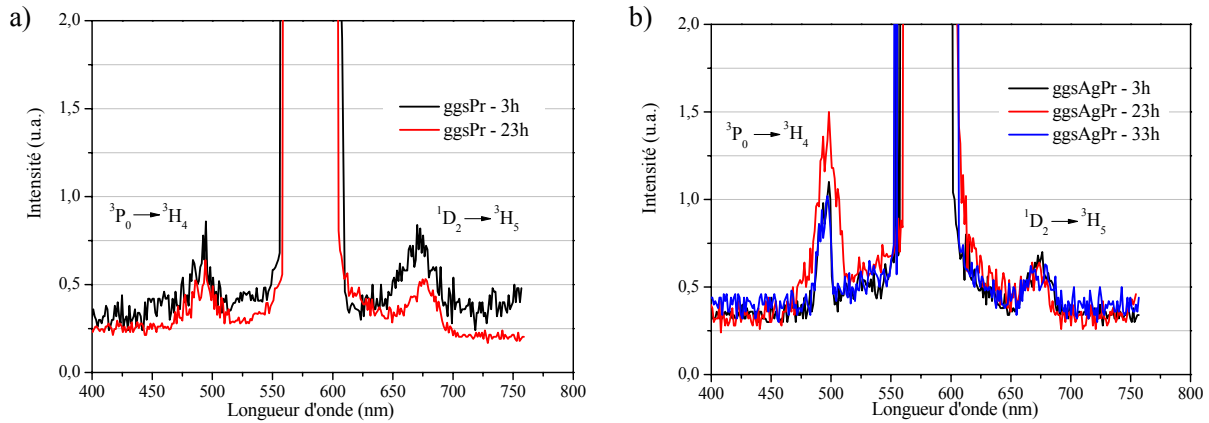 a)
2,0
1,5
1,0
0,5
0,0
Intensité (u.a.)
ggsPr - 3h
ggsPr - 23h
³P₀ → ³H₄
¹D₂ → ³H₅
400 450 500 550 600 650 700 750 800
Longueur d'onde (nm)
b)
2,0
1,5
1,0
0,5
0,0
Intensité (u.a.)
ggsAgPr - 3h
ggsAgPr - 23h
ggsAgPr - 33h
³P₀ → ³H₄
¹D₂ → ³H₅
400 450 500 550 600 650 700 750 800
Longueur d'onde (nm)